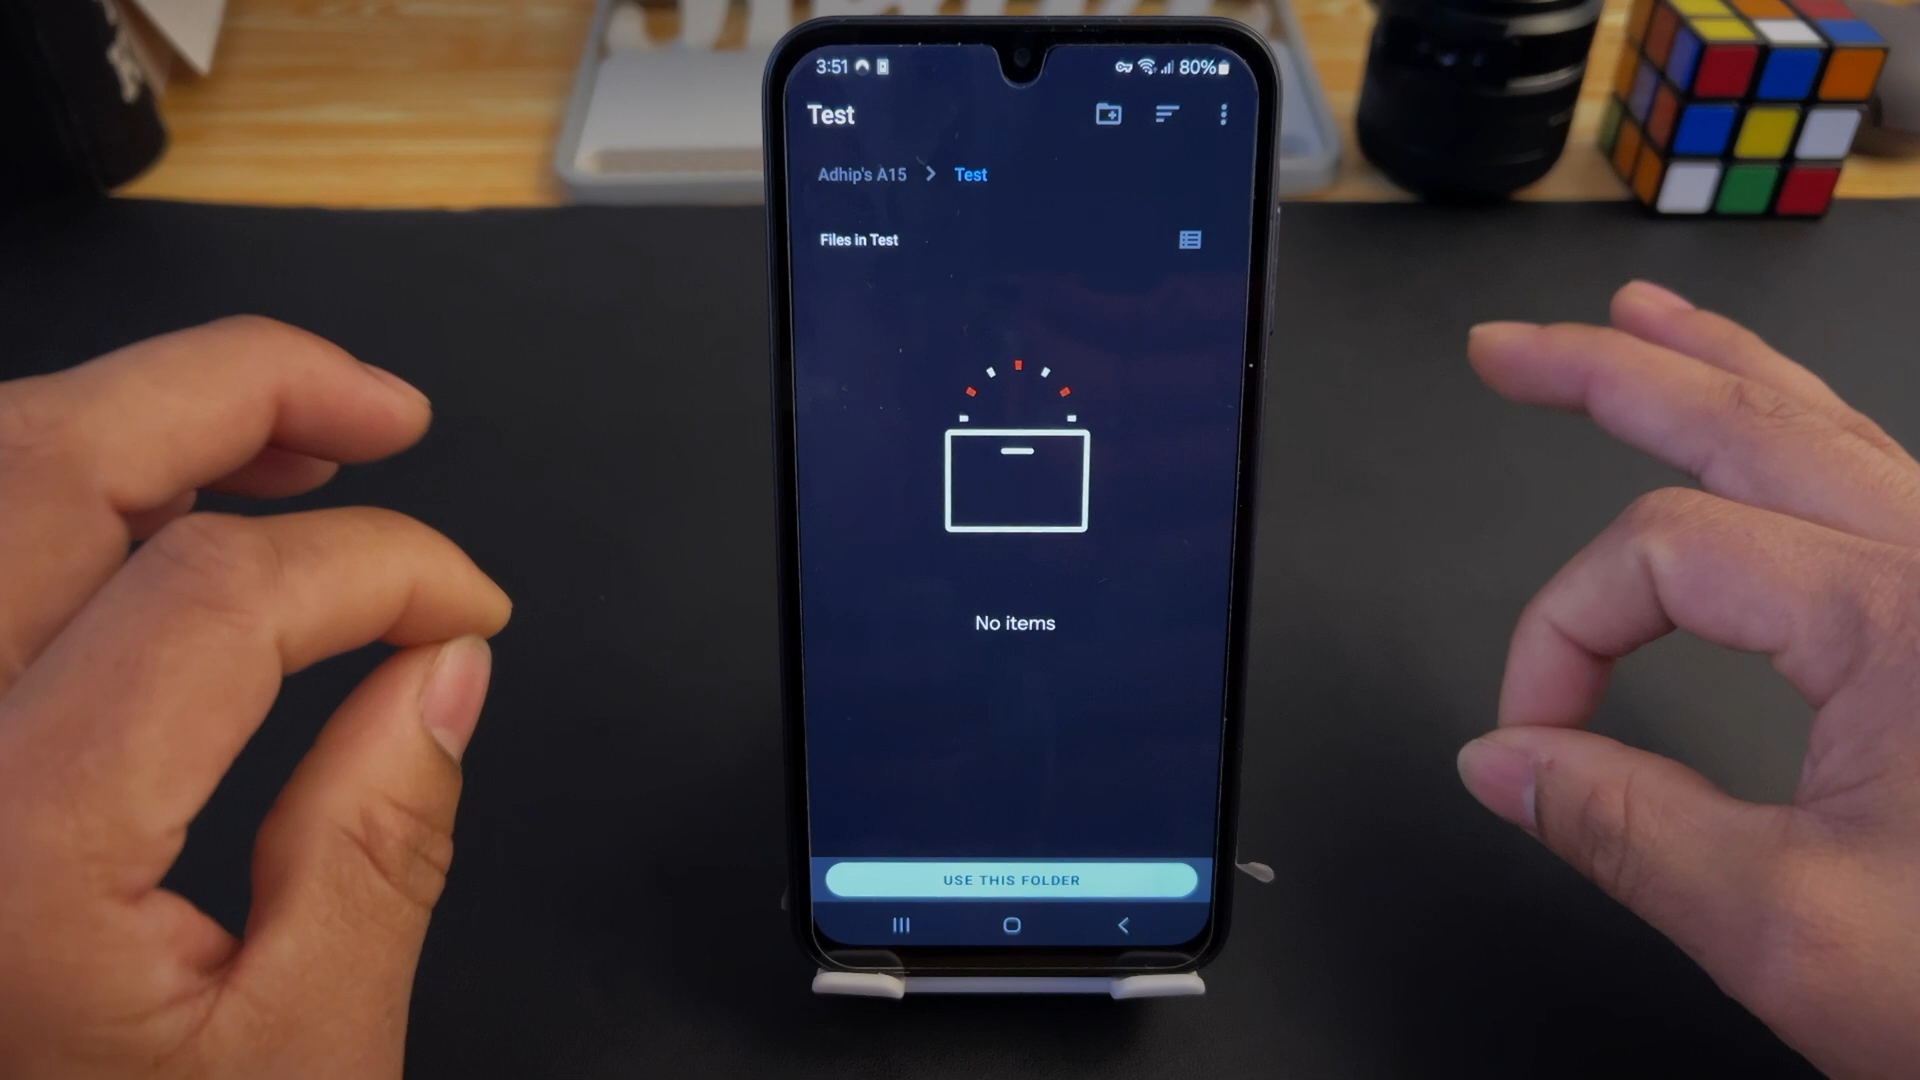 3:51 80%
Test
Adhip's A15 > Test
Files in Test
No items
USE THIS FOLDER